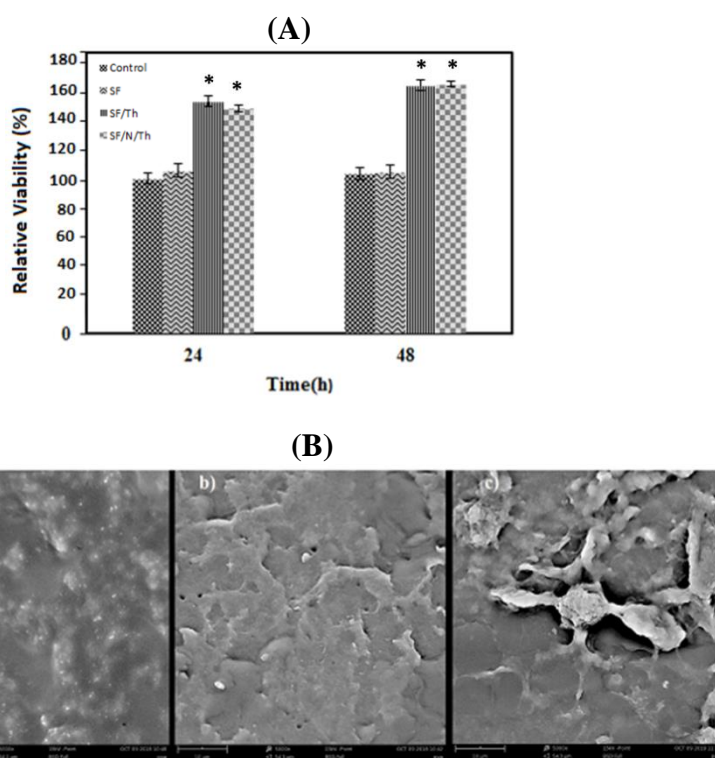 (A)
180
160
140
120
100
80
60
40
20
0
Relative Viability (%)
Control
SF
SF/Th
SF/N/Th
* *
* *
24
48
Time(h)
(B)
b)
c)